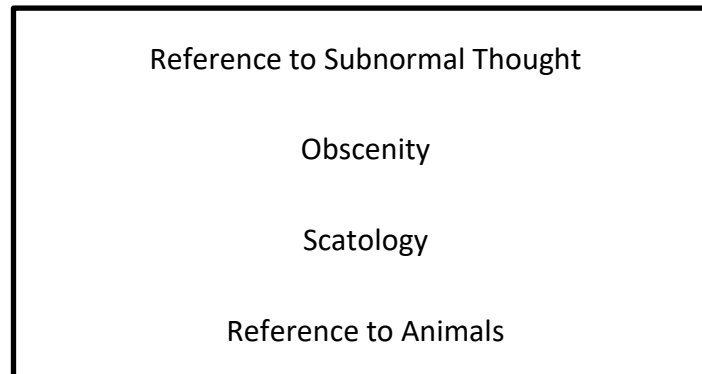 Reference to Subnormal Thought
Obscenity
Scatology
Reference to Animals